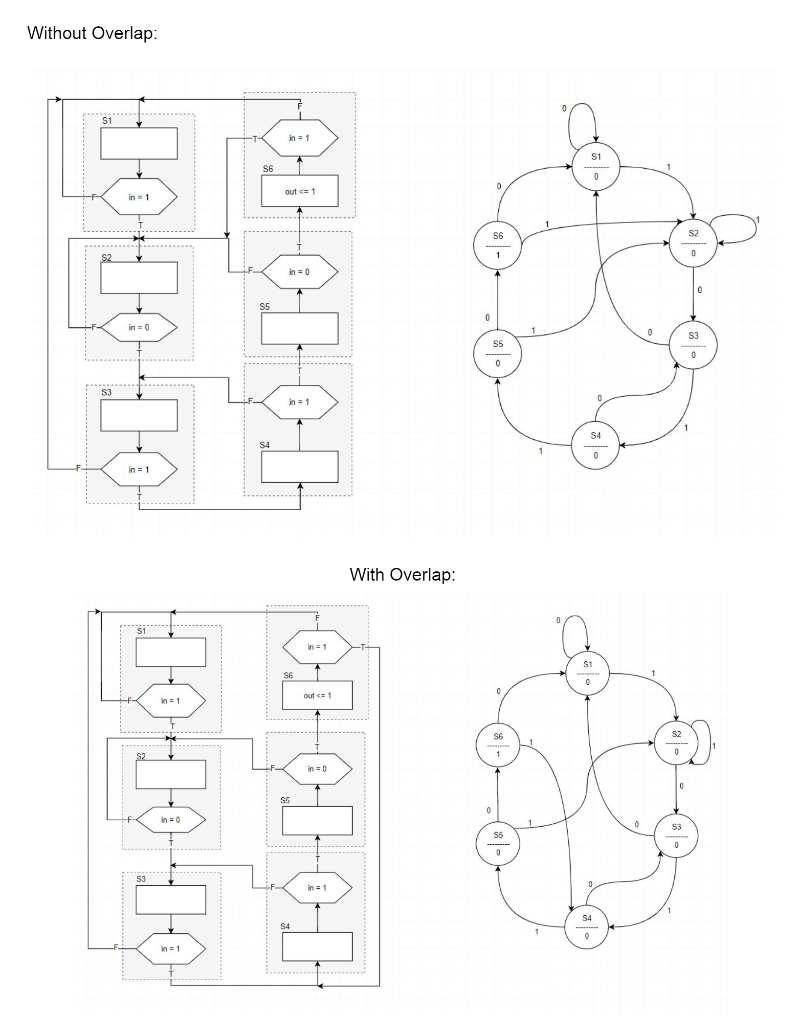 Without Overlap:
S1
in = 1
F
T
S2
in = 0
F
T
S3
in = 1
F
T
F
in = 1
T
S6
out <= 1
T
in = 0
F
S5
T
in = 1
F
S4
0
S1
--------
0
1
0
S6
--------
1
1
S2
--------
0
1
0
0
S5
--------
0
1
0
S3
--------
0
0
S4
--------
0
1
1
With Overlap:
S1
in = 1
F
T
S2
in = 0
F
T
S3
in = 1
F
T
F
in = 1
T
S6
out <= 1
T
in = 0
F
S5
T
in = 1
F
S4
0
S1
--------
0
1
0
S6
--------
1
1
S2
--------
0
1
0
0
S5
--------
0
1
0
S3
--------
0
0
S4
--------
0
1
1